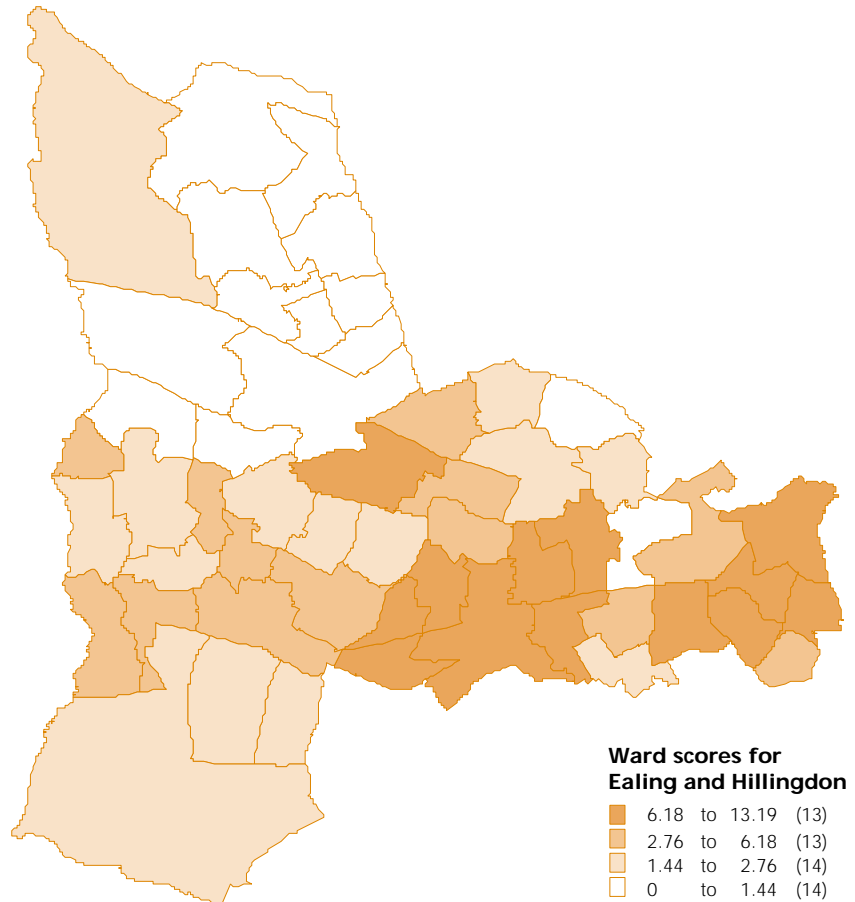 Ward scores for
Ealing and Hillingdon
6.18 to 13.19 (13)
2.76 to 6.18 (13)
1.44 to 2.76 (14)
0 to 1.44 (14)